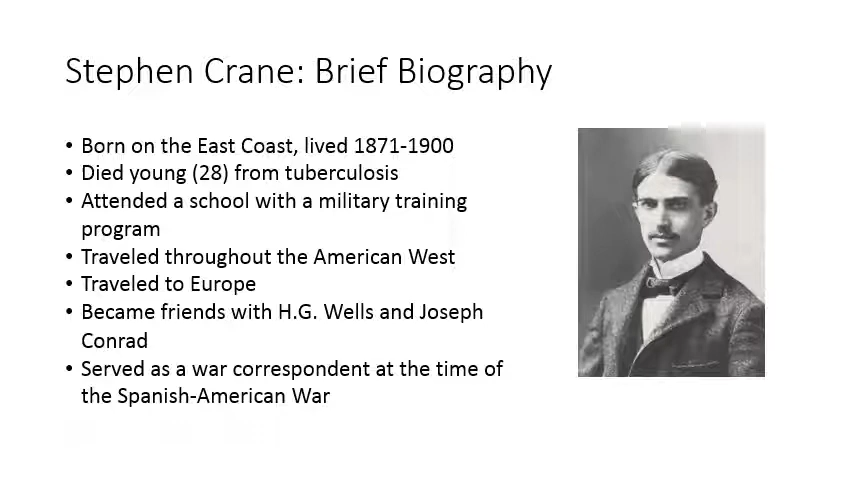 Stephen Crane: Brief Biography
• Born on the East Coast, lived 1871-1900
• Died young (28) from tuberculosis
• Attended a school with a military training
program
• Traveled throughout the American West
• Traveled to Europe
• Became friends with H.G. Wells and Joseph
Conrad
• Served as a war correspondent at the time of
the Spanish-American War